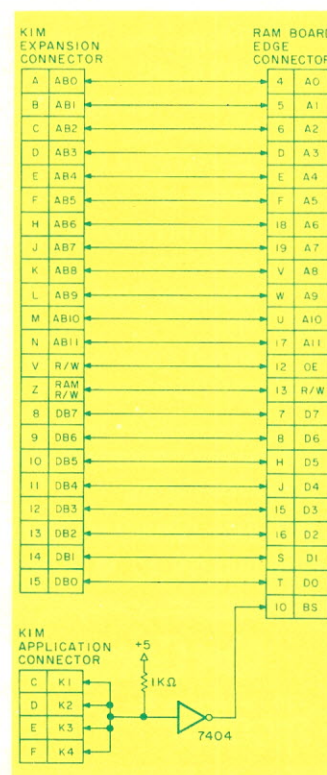 KIM
EXPANSION
CONNECTOR
RAM BOARD
EDGE
CONNECTOR
A AB0 4 A0
B AB1 5 A1
C AB2 6 A2
D AB3 D A3
E AB4 E A4
F AB5 F A5
H AB6 18 A6
J AB7 19 A7
K AB8 V A8
L AB9 W A9
M AB10 U A10
N AB11 17 A11
V R/W 12 OE
Z RAM R/W 13 R/W
8 DB7 7 D7
9 DB6 8 D6
10 DB5 H D5
11 DB4 J D4
12 DB3 15 D3
13 DB2 16 D2
14 DB1 S D1
15 DB0 T D0
10 BS
KIM
APPLICATION
CONNECTOR
+5
1KΩ
C K1
D K2
E K3
F K4
7404